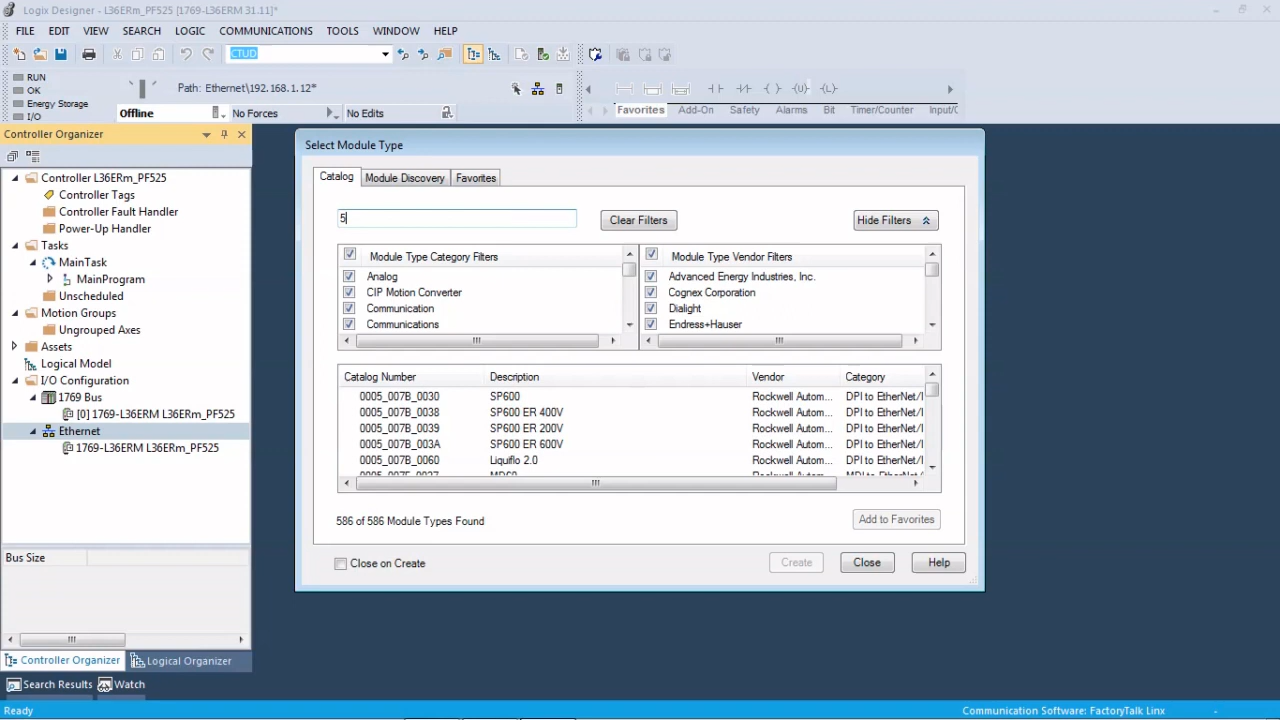 Logix Designer - L36ERm_PF525 [1769-L36ERM 31.11]*
FILE EDIT VIEW SEARCH LOGIC COMMUNICATIONS TOOLS WINDOW HELP
CTUD
RUN
OK
Energy Storage
I/O
Path: Ethernet\192.168.1.12*
Offline No Forces No Edits
Favorites Add-On Safety Alarms Bit Timer/Counter Input/C
Controller Organizer
Controller L36ERm_PF525
Controller Tags
Controller Fault Handler
Power-Up Handler
Tasks
MainTask
MainProgram
Unscheduled
Motion Groups
Ungrouped Axes
Assets
Logical Model
I/O Configuration
1769 Bus
[0] 1769-L36ERM L36ERm_PF525
Ethernet
1769-L36ERM L36ERm_PF525
Bus Size
Controller Organizer Logical Organizer
Search Results Watch
Ready
Select Module Type
Catalog Module Discovery Favorites
5 Clear Filters Hide Filters
Module Type Category Filters Module Type Vendor Filters
Analog Advanced Energy Industries, Inc.
CIP Motion Converter Cognex Corporation
Communication Dialight
Communications Endress+Hauser
Catalog Number Description Vendor Category
0005_007B_0030 SP600 Rockwell Autom... DPI to EtherNet/I
0005_007B_0038 SP600 ER 400V Rockwell Autom... DPI to EtherNet/I
0005_007B_0039 SP600 ER 200V Rockwell Autom... DPI to EtherNet/I
0005_007B_003A SP600 ER 600V Rockwell Autom... DPI to EtherNet/I
0005_007B_0060 Liquiflo 2.0 Rockwell Autom... DPI to EtherNet/I
Rockwell Autom...
586 of 586 Module Types Found Add to Favorites
Close on Create Create Close Help
Communication Software: FactoryTalk Linx